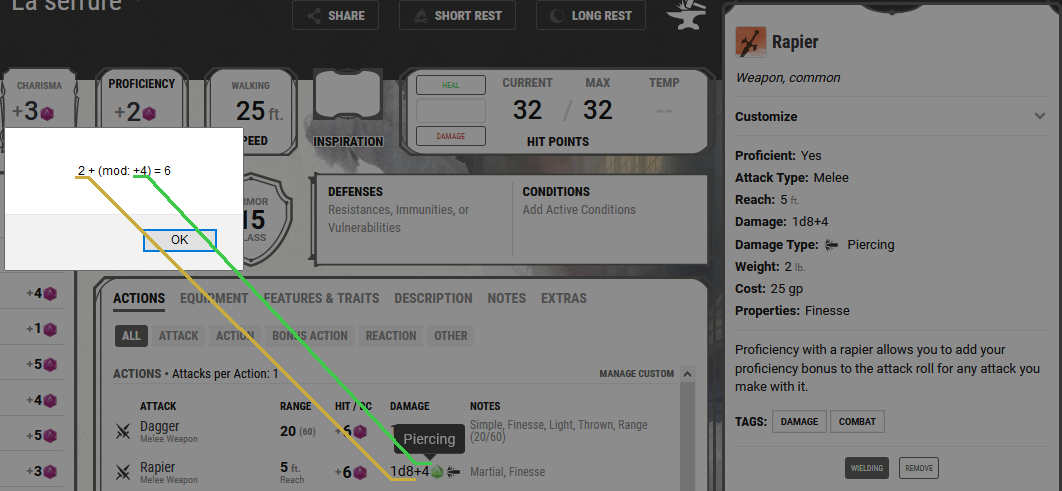 La serrure
SHARE
SHORT REST
LONG REST
CHARISMA
+3
PROFICIENCY
+2
WALKING
25 ft.
PEED
INSPIRATION
HEAL
DAMAGE
CURRENT
MAX
TEMP
32 / 32 --
HIT POINTS
2 + (mod: +4) = 6
OK
RMOR
15
LASS
DEFENSES
Resistances, Immunities, or
Vulnerabilities
CONDITIONS
Add Active Conditions
+4
+1
+5
+4
+5
+3
ACTIONS EQUIPMENT FEATURES & TRAITS DESCRIPTION NOTES EXTRAS
ALL ATTACK ACTION BONUS ACTION REACTION OTHER
ACTIONS • Attacks per Action: 1
MANAGE CUSTOM
ATTACK RANGE HIT / DC DAMAGE NOTES
Dagger
Melee Weapon
20 (60)
+6
Simple, Finesse, Light, Thrown, Range
(20/60)
Piercing
Rapier
Melee Weapon
5 ft.
Reach
+6
1d8+4
Martial, Finesse
Rapier
Weapon, common
Customize
Proficient: Yes
Attack Type: Melee
Reach: 5 ft.
Damage: 1d8+4
Damage Type: Piercing
Weight: 2 lb.
Cost: 25 gp
Properties: Finesse
Proficiency with a rapier allows you to add your
proficiency bonus to the attack roll for any attack you
make with it.
TAGS: DAMAGE COMBAT
WIELDING REMOVE